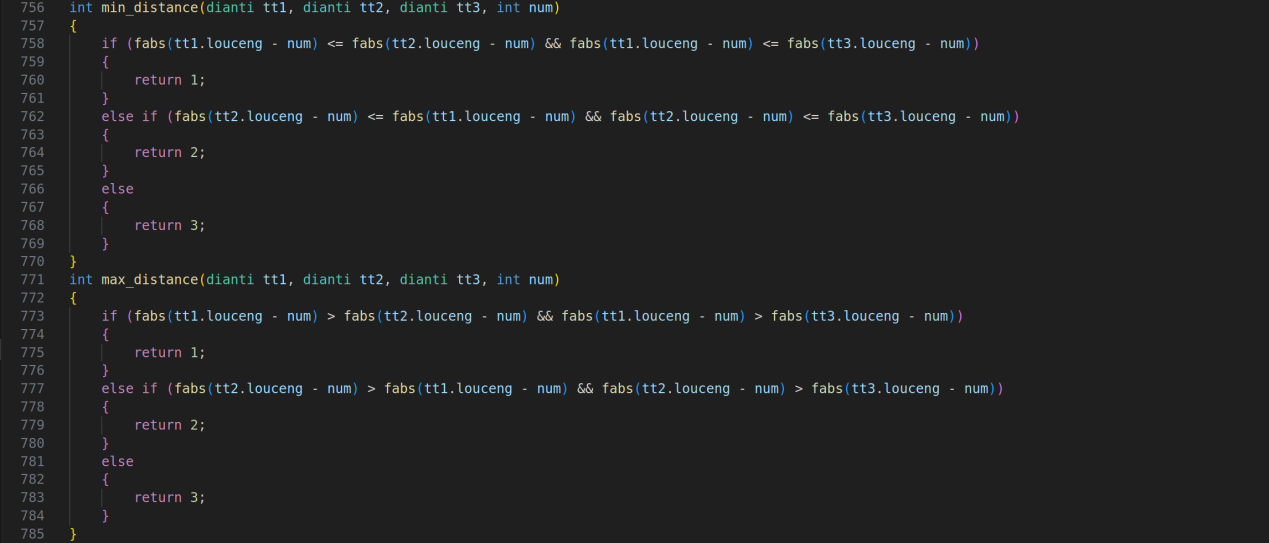 756 int min_distance(dianti tt1, dianti tt2, dianti tt3, int num)
757 {
758     if (fabs(tt1.louceng - num) <= fabs(tt2.louceng - num) && fabs(tt1.louceng - num) <= fabs(tt3.louceng - num))
759     {
760         return 1;
761     }
762     else if (fabs(tt2.louceng - num) <= fabs(tt1.louceng - num) && fabs(tt2.louceng - num) <= fabs(tt3.louceng - num))
763     {
764         return 2;
765     }
766     else
767     {
768         return 3;
769     }
770 }
771 int max_distance(dianti tt1, dianti tt2, dianti tt3, int num)
772 {
773     if (fabs(tt1.louceng - num) > fabs(tt2.louceng - num) && fabs(tt1.louceng - num) > fabs(tt3.louceng - num))
774     {
775         return 1;
776     }
777     else if (fabs(tt2.louceng - num) > fabs(tt1.louceng - num) && fabs(tt2.louceng - num) > fabs(tt3.louceng - num))
778     {
779         return 2;
780     }
781     else
782     {
783         return 3;
784     }
785 }